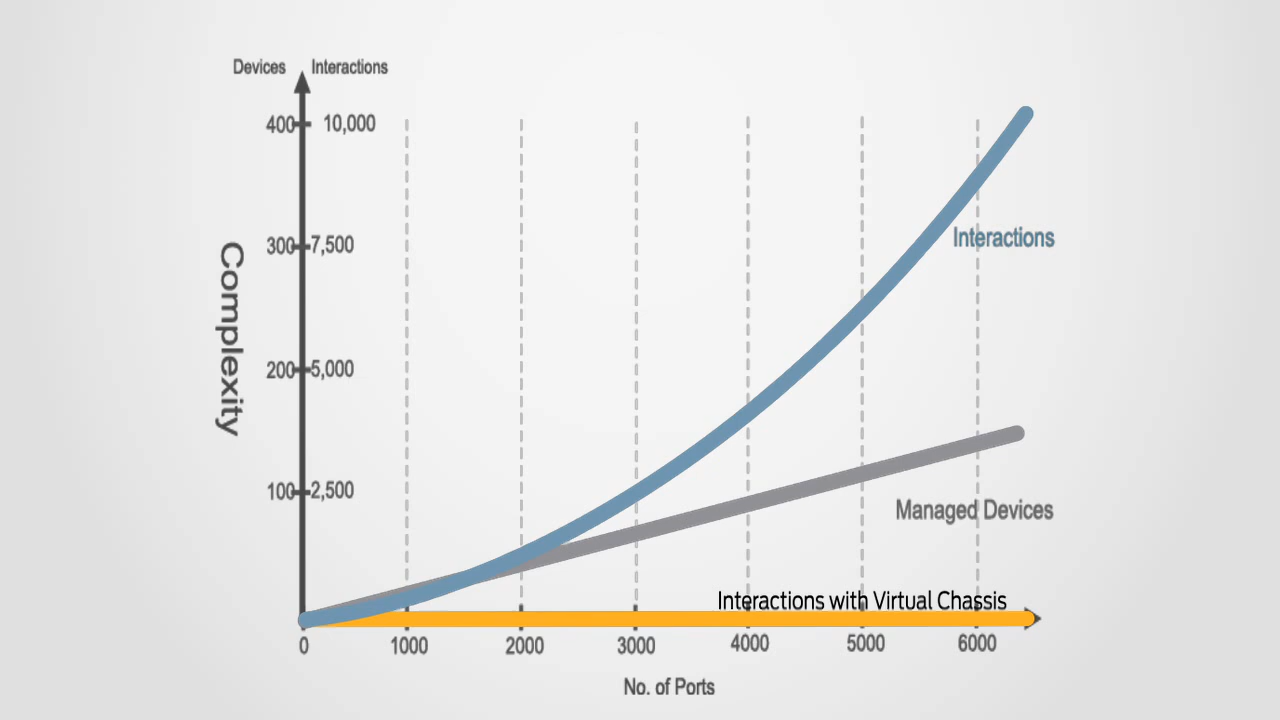 Devices Interactions
400 10,000
300 7,500
Interactions
Complexity
200 5,000
100 2,500
Managed Devices
Interactions with Virtual Chassis
0 1000 2000 3000 4000 5000 6000
No. of Ports